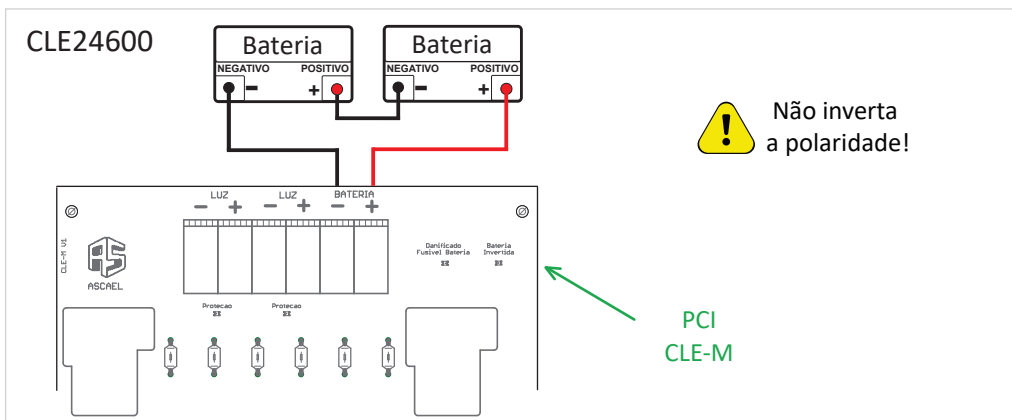 CLE24600
Bateria
Bateria
NEGATIVO POSITIVO
NEGATIVO POSITIVO
- +
- +
Não inverta
a polaridade!
LUZ LUZ BATERIA
- + - + - +
CLE-M V1
AS
ASCAEL
Danificado
Fusivel Bateria
Bateria
Invertida
Protecao
Protecao
PCI
CLE-M